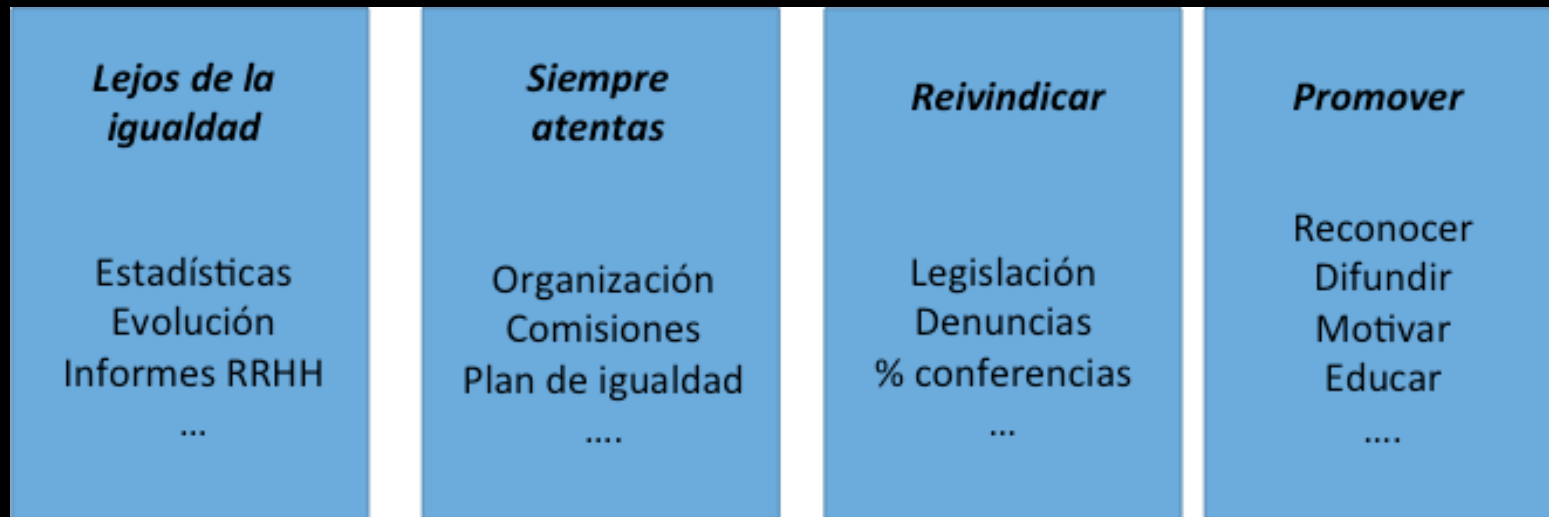 Lejos de la
igualdad
Estadísticas
Evolución
Informes RRHH
...
Siempre
atentas
Organización
Comisiones
Plan de igualdad
....
Reivindicar
Legislación
Denuncias
% conferencias
...
Promover
Reconocer
Difundir
Motivar
Educar
....